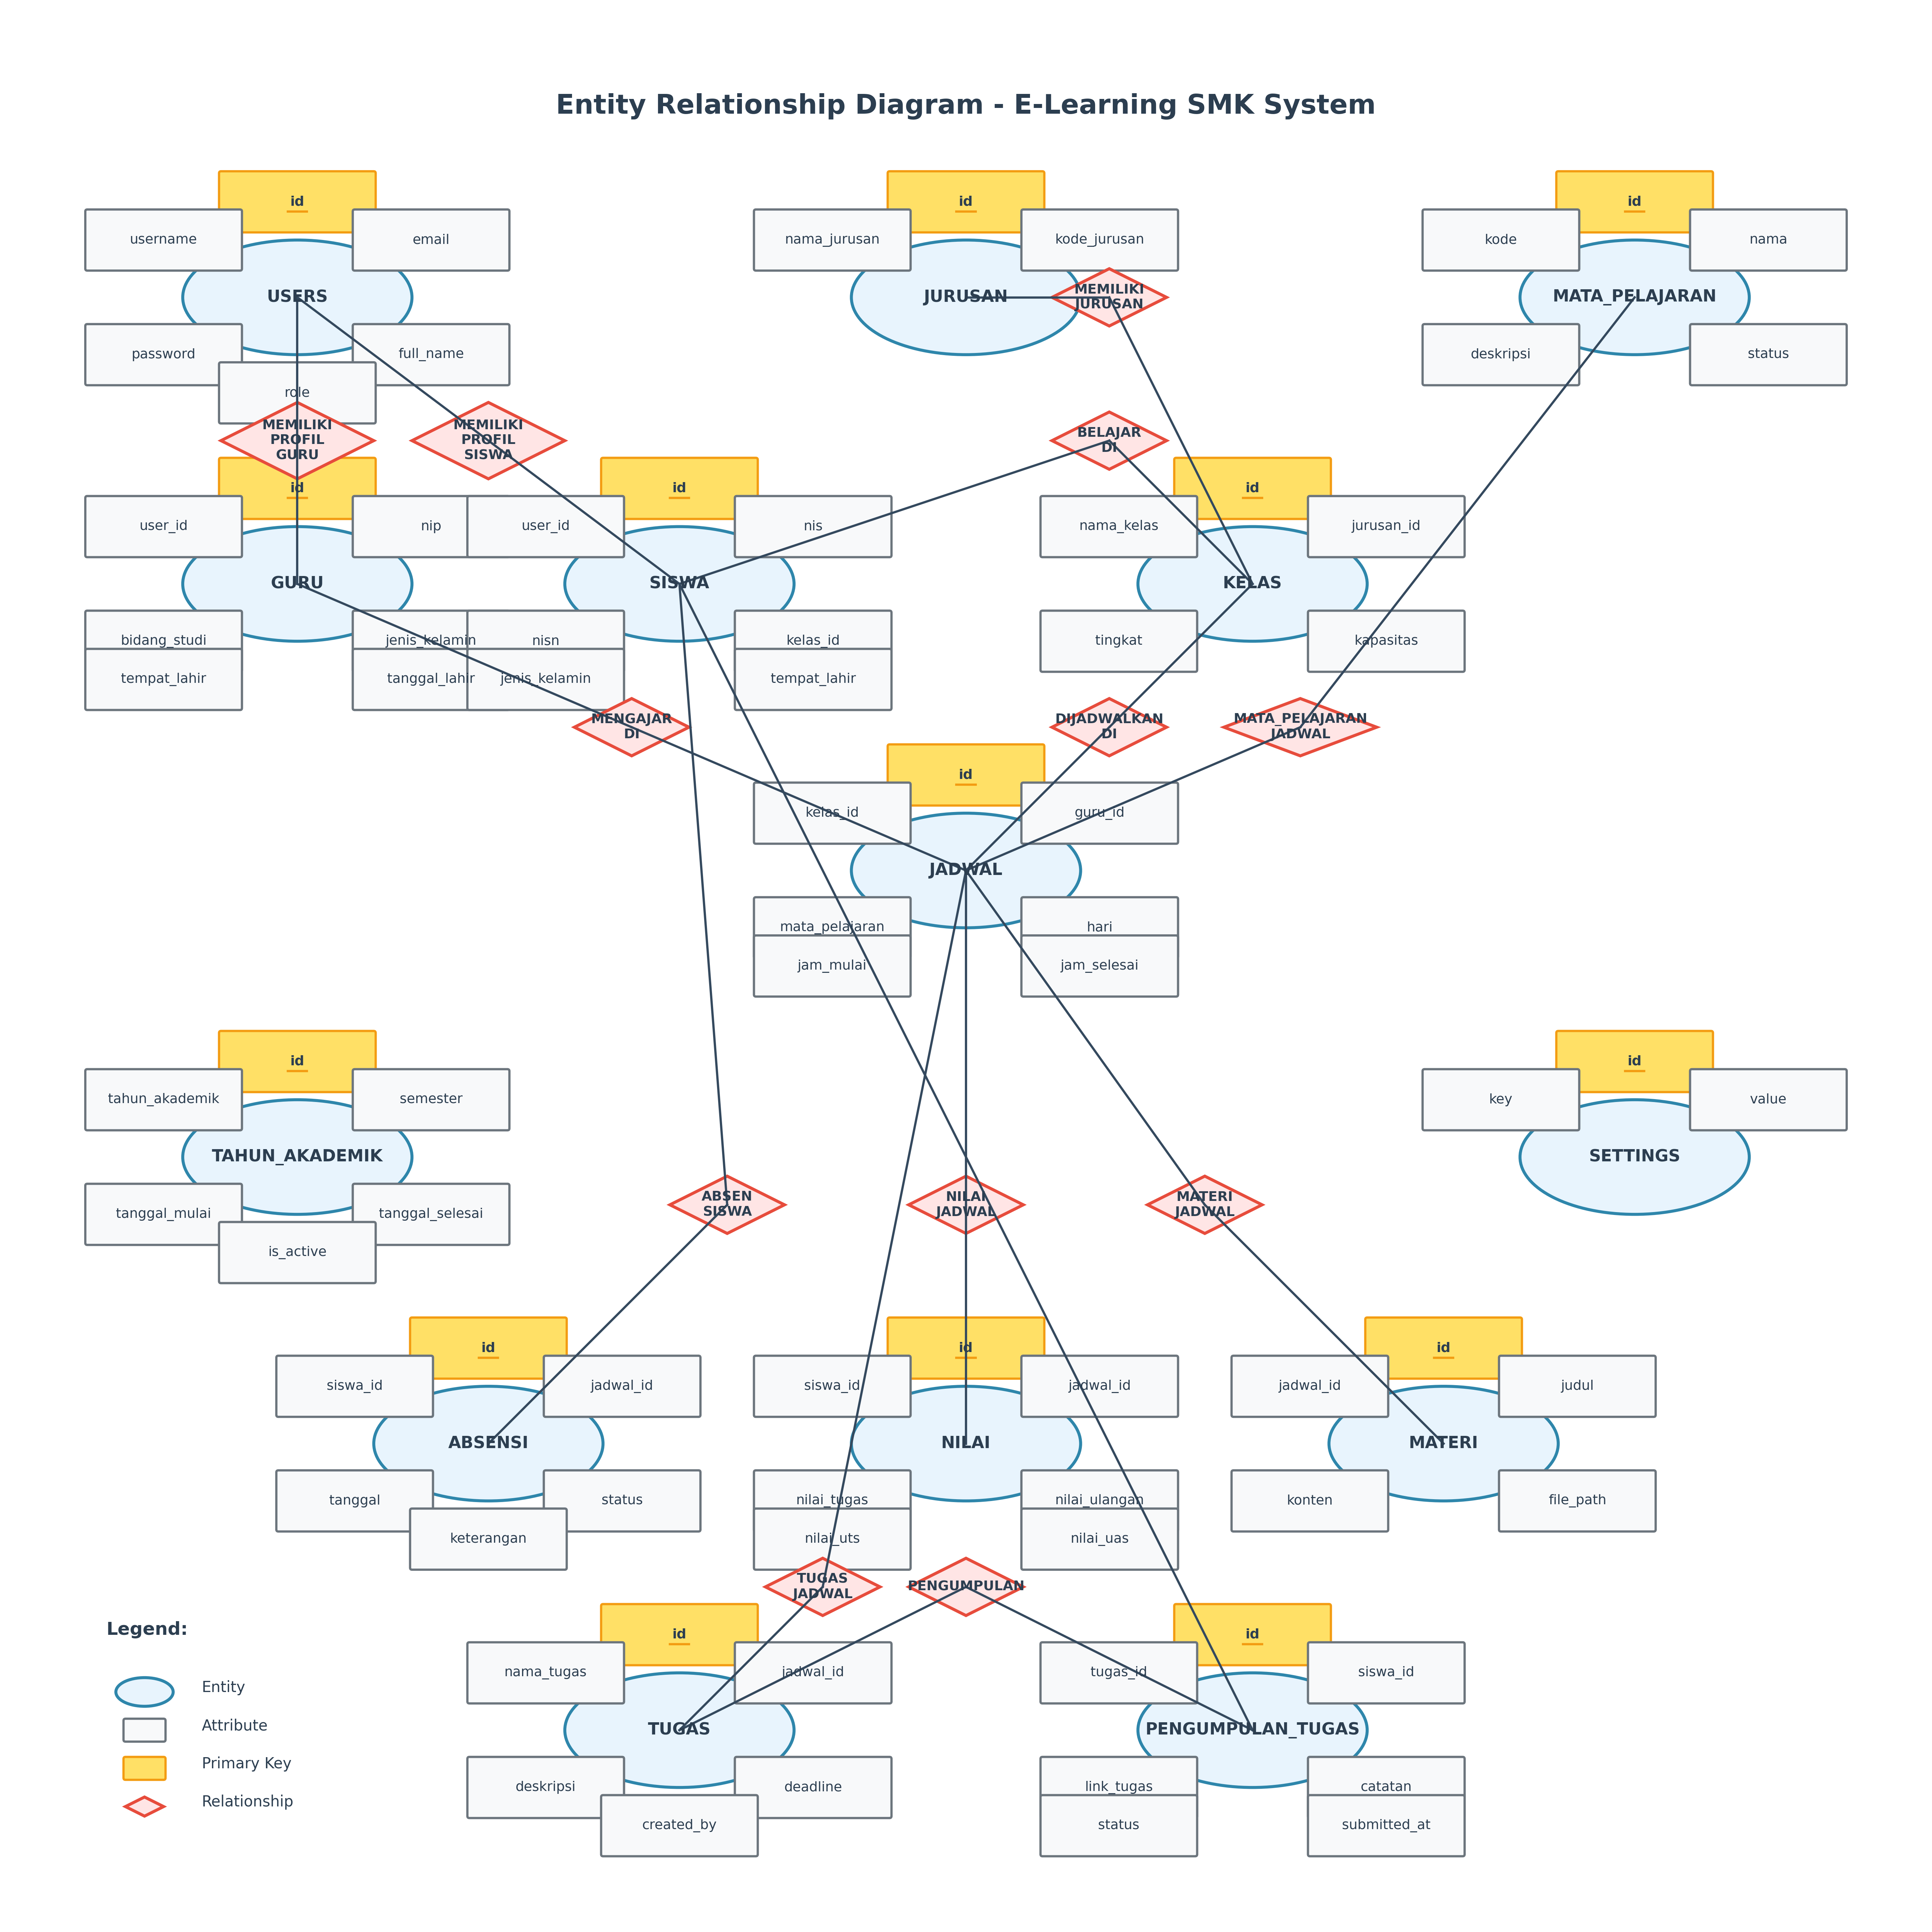 Entity Relationship Diagram - E-Learning SMK System
id
id
id
username
email
nama_jurusan
kode_jurusan
kode
nama
USERS
JURUSAN
MEMILIKI
JURUSAN
MATA_PELAJARAN
password
full_name
deskripsi
status
role
MEMILIKI
PROFIL
GURU
MEMILIKI
PROFIL
SISWA
BELAJAR
DI
id
id
id
user_id
nip
user_id
nis
nama_kelas
jurusan_id
GURU
SISWA
KELAS
bidang_studi
jenis_kelamin
nisn
kelas_id
tingkat
kapasitas
tempat_lahir
tanggal_lahir
jenis_kelamin
tempat_lahir
MENGAJAR
DI
DIJADWALKAN
DI
MATA_PELAJARAN
JADWAL
id
kelas_id
guru_id
JADWAL
mata_pelajaran
hari
jam_mulai
jam_selesai
id
id
tahun_akademik
semester
key
value
TAHUN_AKADEMIK
SETTINGS
tanggal_mulai
tanggal_selesai
is_active
ABSEN
SISWA
NILAI
JADWAL
MATERI
JADWAL
id
id
id
siswa_id
jadwal_id
siswa_id
jadwal_id
jadwal_id
judul
ABSENSI
NILAI
MATERI
tanggal
status
nilai_tugas
nilai_ulangan
konten
file_path
keterangan
nilai_uts
nilai_uas
TUGAS
JADWAL
PENGUMPULAN
id
id
nama_tugas
jadwal_id
tugas_id
siswa_id
TUGAS
PENGUMPULAN_TUGAS
deskripsi
deadline
link_tugas
catatan
created_by
status
submitted_at
Legend:
Entity
Attribute
Primary Key
Relationship